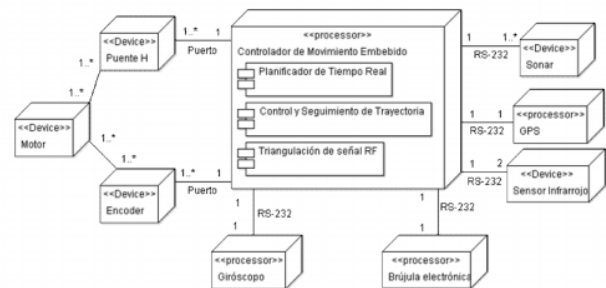 <<Device>>
Puente H
1..*
1
Puerto
1..*
1..*
<<Device>>
Motor
1..*
1..*
<<Device>>
Encoder
1..*
1
Puerto
<<processor>>
Controlador de Movimiento Embebido
Planificador de Tiempo Real
Control y Seguimiento de Trayectoria
Triangulación de señal RF
1
1..*
RS-232
<<Device>>
Sonar
1
1
RS-232
<<processor>>
GPS
1
2
RS-232
<<Device>>
Sensor Infrarrojo
1
RS-232
1
<<processor>>
Giróscopo
1
RS-232
1
<<processor>>
Brújula electrónica